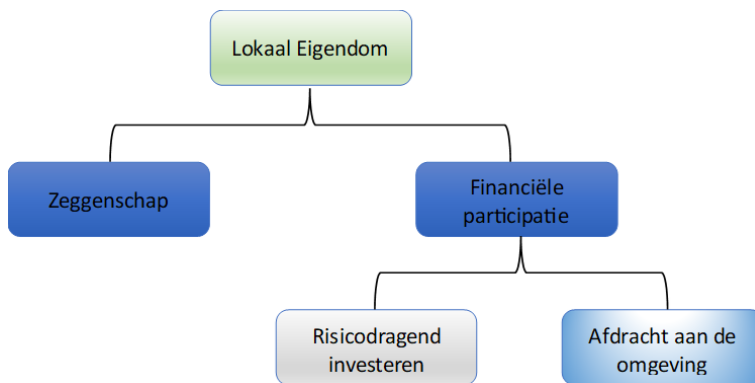 Lokaal Eigendom
Zeggenschap
Financiële
participatie
Risicodragend
investeren
Afdracht aan de
omgeving